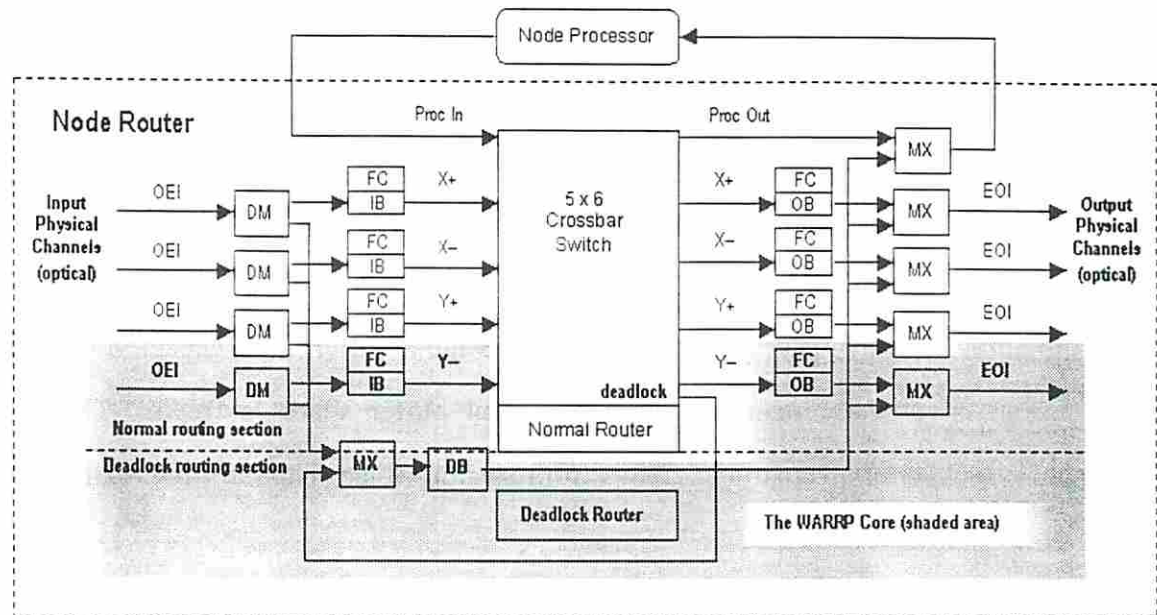 Node Processor
Node Router
Proc In
Proc Out
MX
Input
Physical
Channels
(optical)
OEI
DM
FC
IB
X+
5 x 6
Crossbar
Switch
X+
FC
OB
MX
EOI
Output
Physical
Channels
(optical)
OEI
DM
FC
IB
X−
X−
FC
OB
MX
EOI
OEI
DM
FC
IB
Y+
Y+
FC
OB
MX
EOI
OEI
DM
FC
IB
Y−
Y−
FC
OB
MX
EOI
deadlock
Normal routing section
Normal Router
Deadlock routing section
MX
DB
Deadlock Router
The WARRP Core (shaded area)